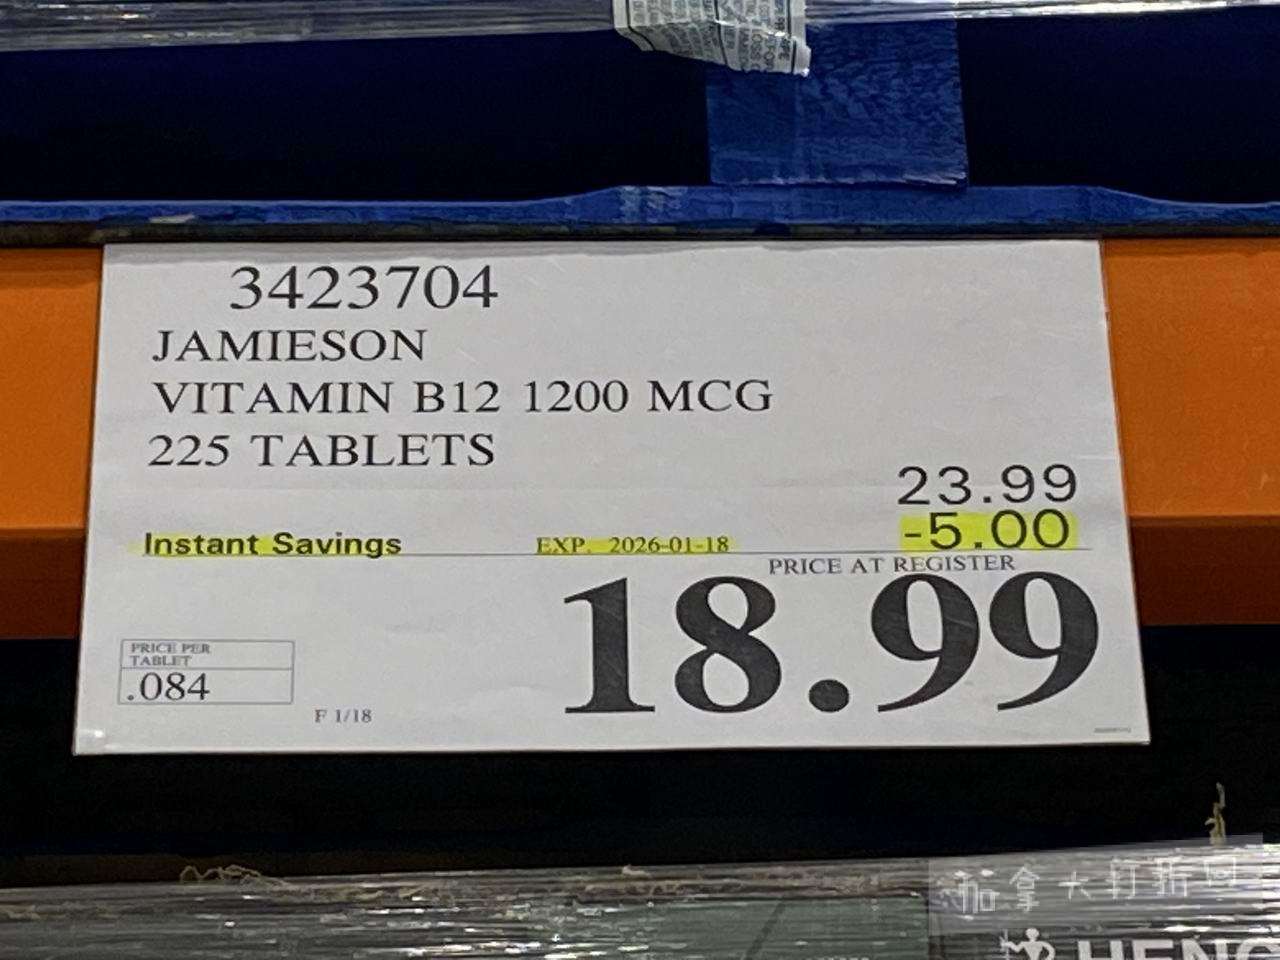 3423704
JAMIESON
VITAMIN B12 1200 MCG
225 TABLETS
23.99
Instant Savings EXP. 2026-01-18 -5.00
PRICE AT REGISTER
18.99
PRICE PER
TABLET
.084
F 1/18
加拿大打折网
HENC